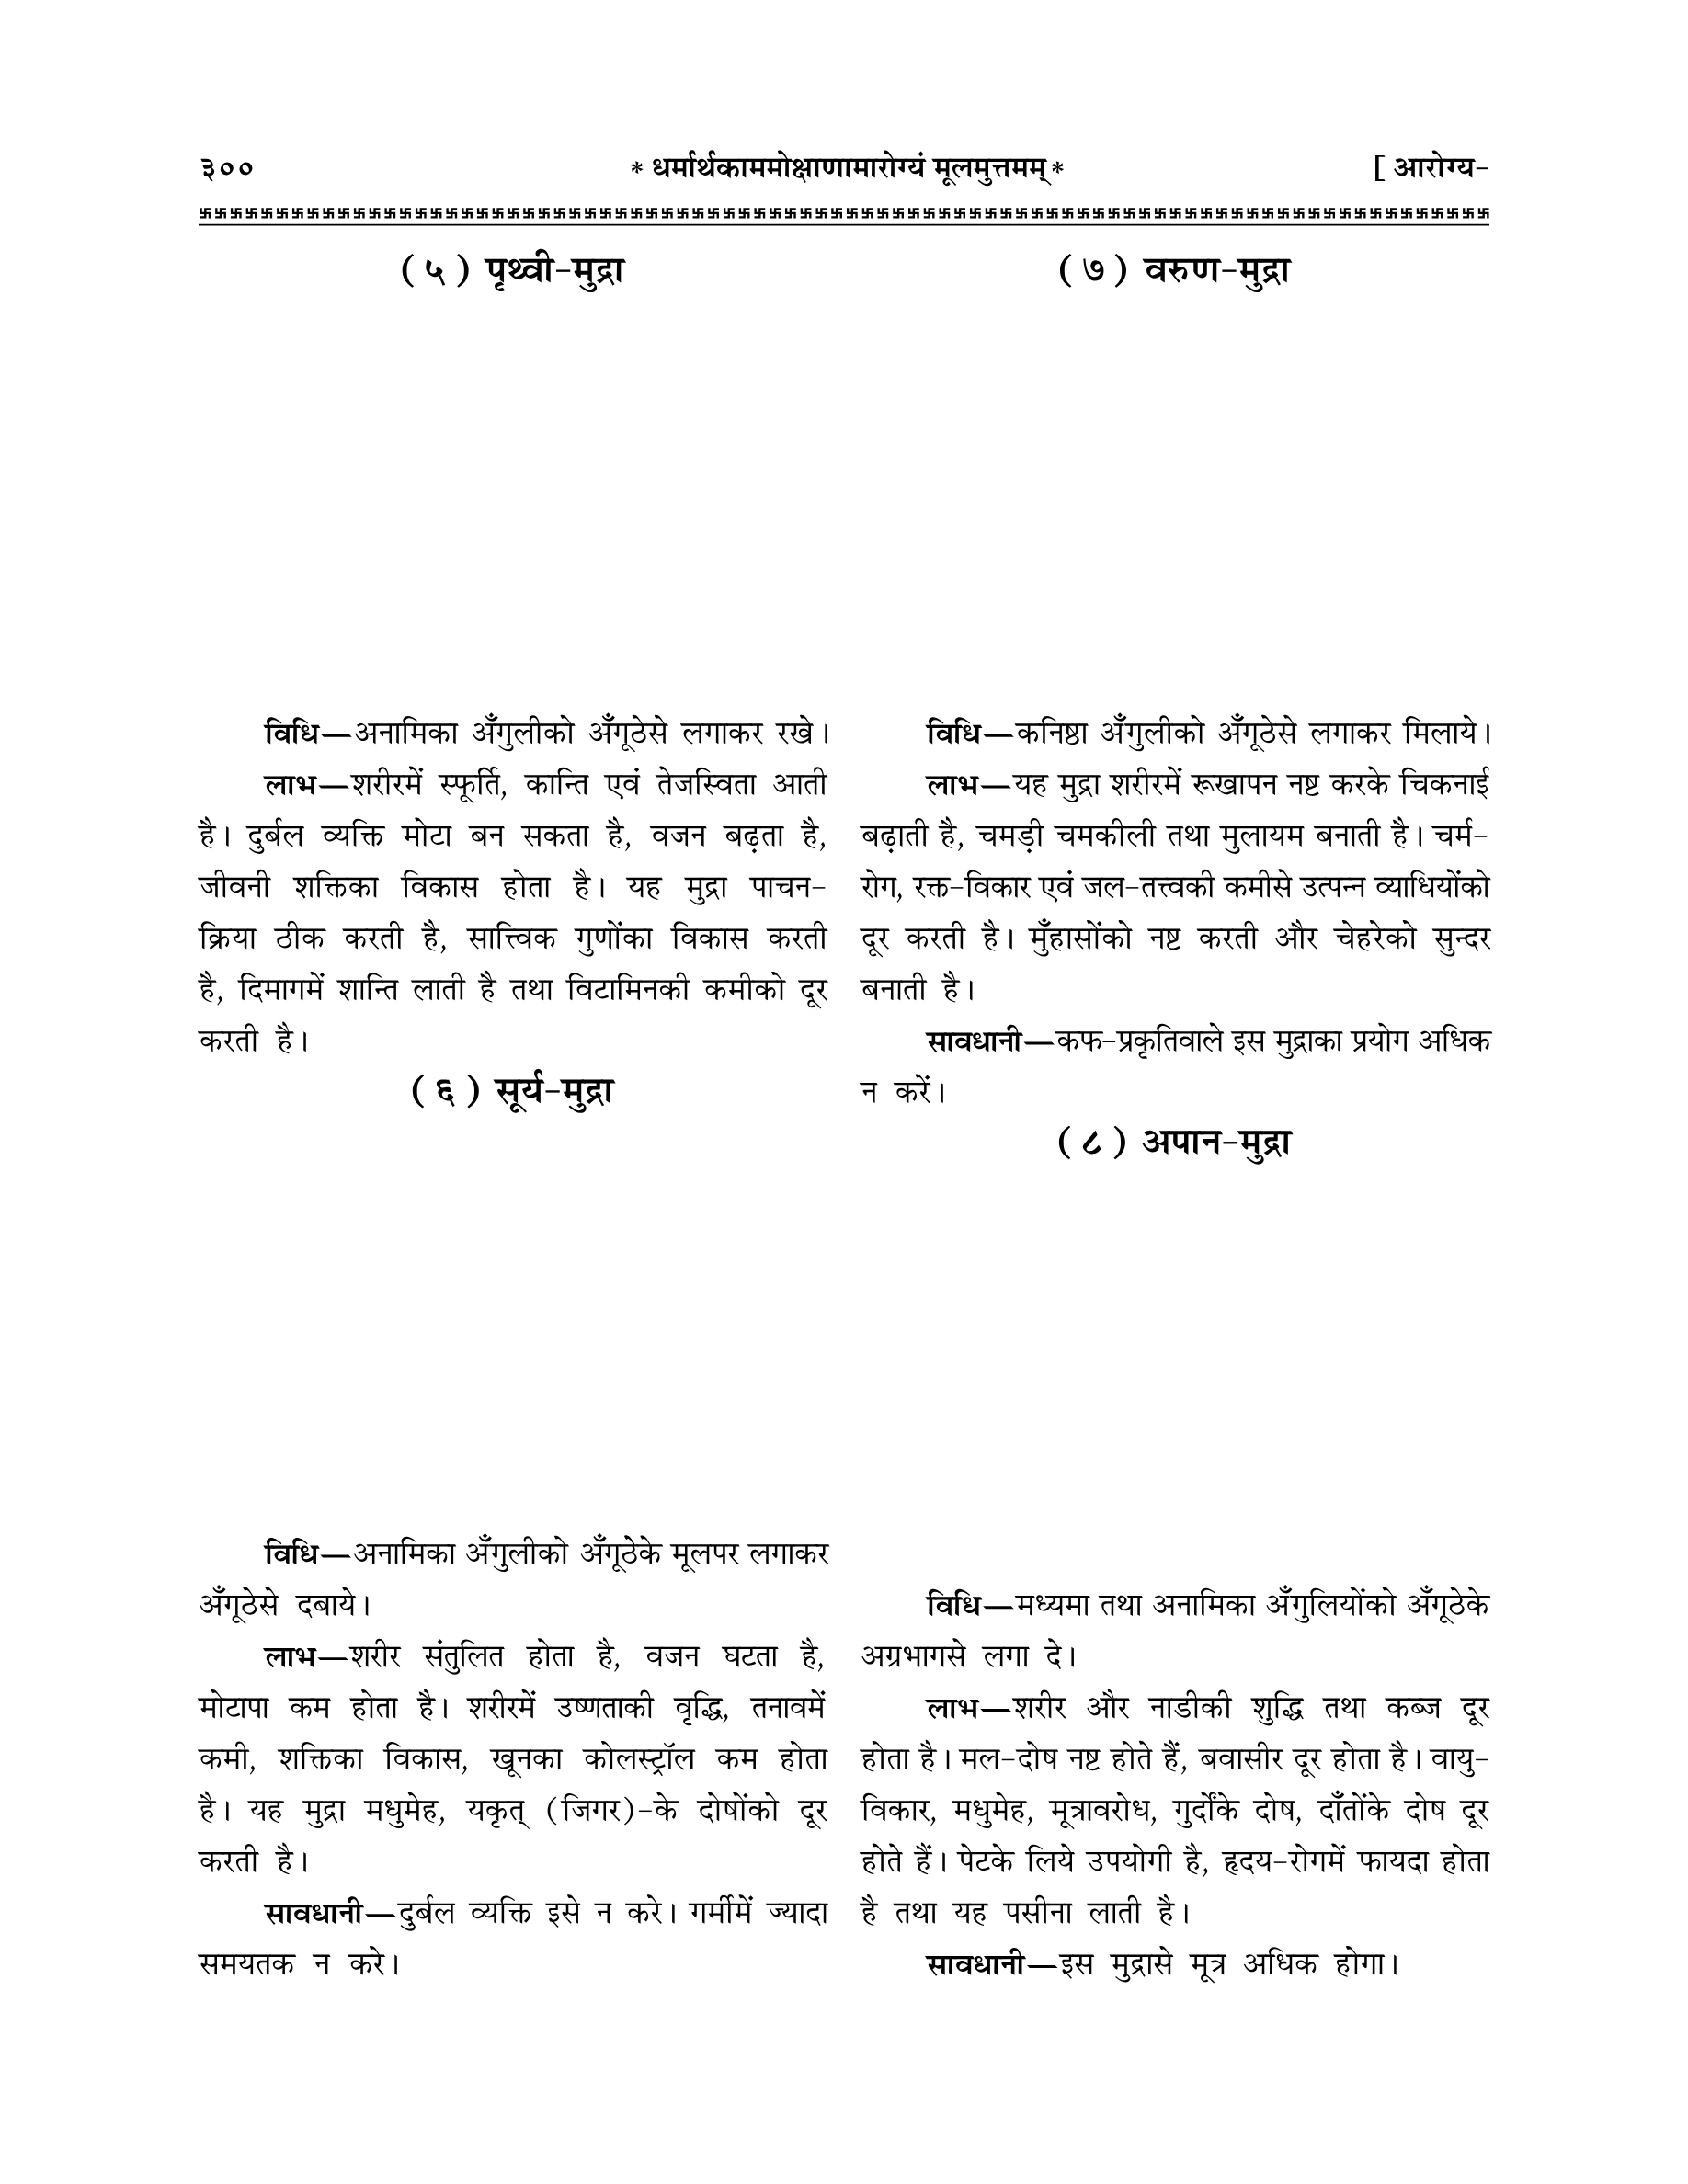 ३०० * धर्मार्थकाममोक्षाणामारोग्यं मूलमुत्तमम् * [ आरोग्य-
( ५ ) पृथ्वी-मुद्रा
विधि—अनामिका अँगुलीको अँगूठेसे लगाकर रखे।
लाभ—शरीरमें स्फूर्ति, कान्ति एवं तेजस्विता आती
है। दुर्बल व्यक्ति मोटा बन सकता है, वजन बढ़ता है,
जीवनी शक्तिका विकास होता है। यह मुद्रा पाचन-
क्रिया ठीक करती है, सात्त्विक गुणोंका विकास करती
है, दिमागमें शान्ति लाती है तथा विटामिनकी कमीको दूर
करती है।
( ६ ) सूर्य-मुद्रा
विधि—अनामिका अँगुलीको अँगूठेके मूलपर लगाकर
अँगूठेसे दबाये।
लाभ—शरीर संतुलित होता है, वजन घटता है,
मोटापा कम होता है। शरीरमें उष्णताकी वृद्धि, तनावमें
कमी, शक्तिका विकास, खूनका कोलस्ट्रॉल कम होता
है। यह मुद्रा मधुमेह, यकृत् (जिगर)-के दोषोंको दूर
करती है।
सावधानी—दुर्बल व्यक्ति इसे न करे। गर्मीमें ज्यादा
समयतक न करे।
( ७ ) वरुण-मुद्रा
विधि—कनिष्ठा अँगुलीको अँगूठेसे लगाकर मिलाये।
लाभ—यह मुद्रा शरीरमें रूखापन नष्ट करके चिकनाई
बढ़ाती है, चमड़ी चमकीली तथा मुलायम बनाती है। चर्म-
रोग, रक्त-विकार एवं जल-तत्त्वकी कमीसे उत्पन्न व्याधियोंको
दूर करती है। मुँहासोंको नष्ट करती और चेहरेको सुन्दर
बनाती है।
सावधानी—कफ-प्रकृतिवाले इस मुद्राका प्रयोग अधिक
न करें।
( ८ ) अपान-मुद्रा
विधि—मध्यमा तथा अनामिका अँगुलियोंको अँगूठेके
अग्रभागसे लगा दे।
लाभ—शरीर और नाडीकी शुद्धि तथा कब्ज दूर
होता है। मल-दोष नष्ट होते हैं, बवासीर दूर होता है। वायु-
विकार, मधुमेह, मूत्रावरोध, गुर्दोंके दोष, दाँतोंके दोष दूर
होते हैं। पेटके लिये उपयोगी है, हृदय-रोगमें फायदा होता
है तथा यह पसीना लाती है।
सावधानी—इस मुद्रासे मूत्र अधिक होगा।